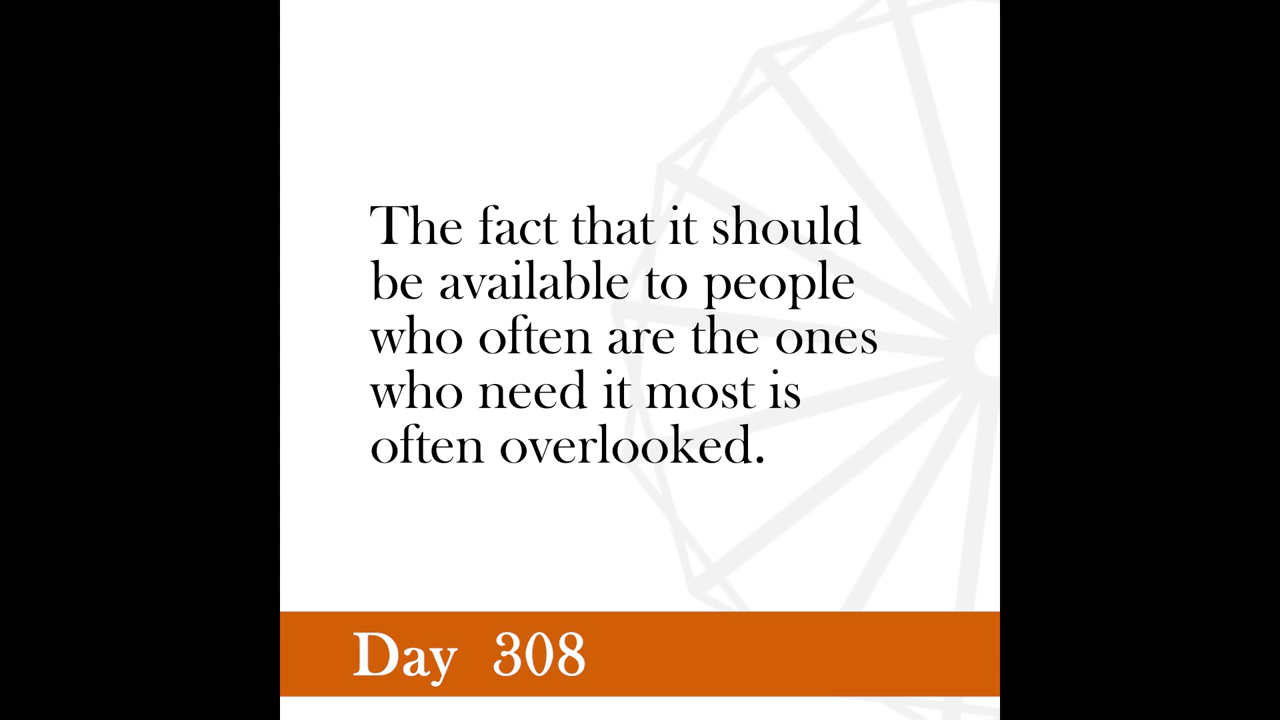 The fact that it should
be available to people
who often are the ones
who need it most is
often overlooked.
Day 308